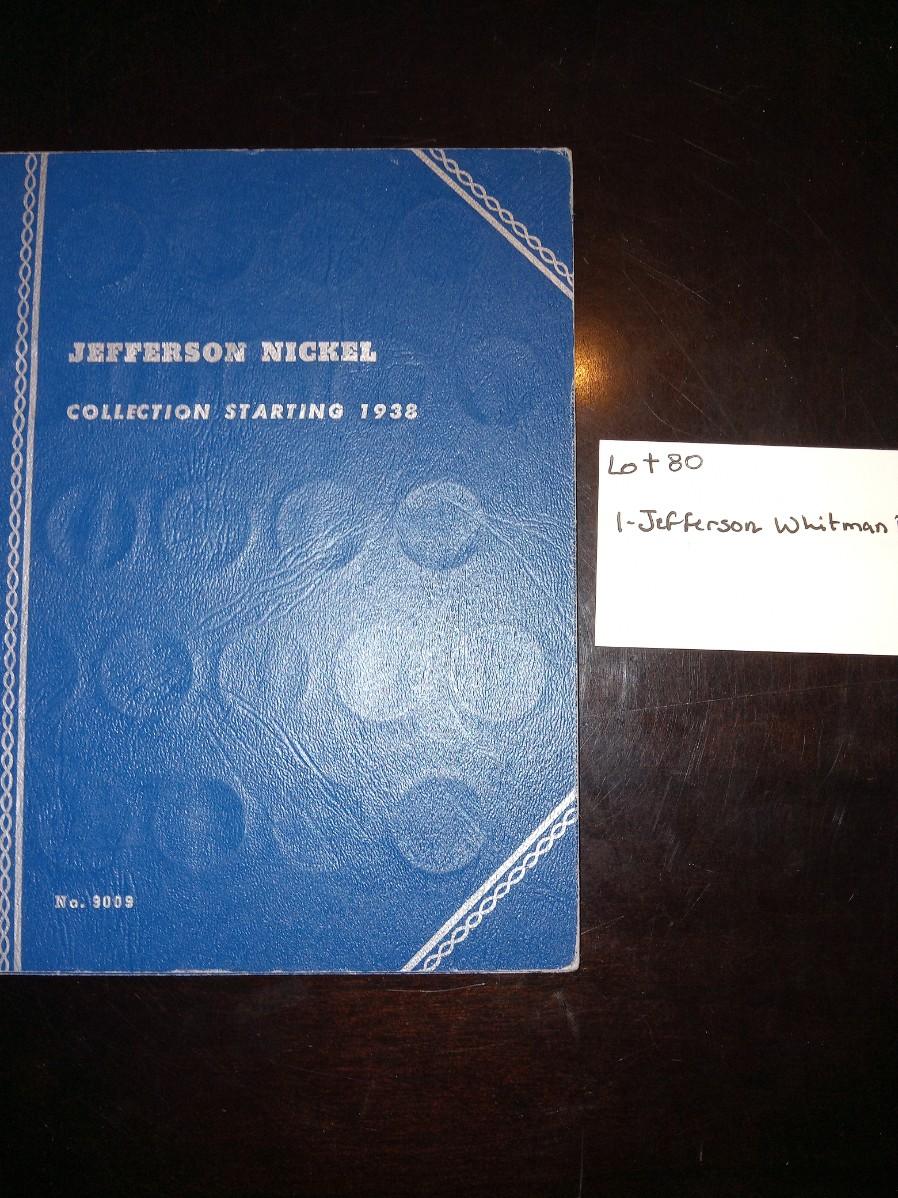 JEFFERSON NICKEL
COLLECTION STARTING 1938
No. 9009
Lot 80
1-Jefferson Whitman